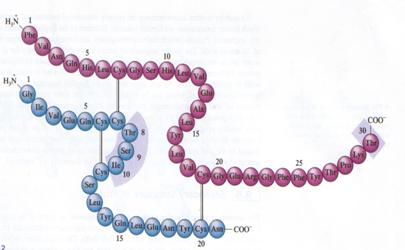 H₃N⁺ 1
Phe Val Asn Gln His Leu Cys Gly Ser His Leu Val Glu Ala Leu Tyr Leu Val Cys Gly Glu Arg Gly Phe Phe Tyr Thr Pro Lys Thr
5
10
15
20
25
30
COO⁻
H₃N⁺ 1
Gly Ile Val Glu Gln Cys Cys Thr Ser Ile Cys Ser Leu Tyr Gln Leu Glu Asn Tyr Cys Asn
5
8
9
10
15
20
COO⁻